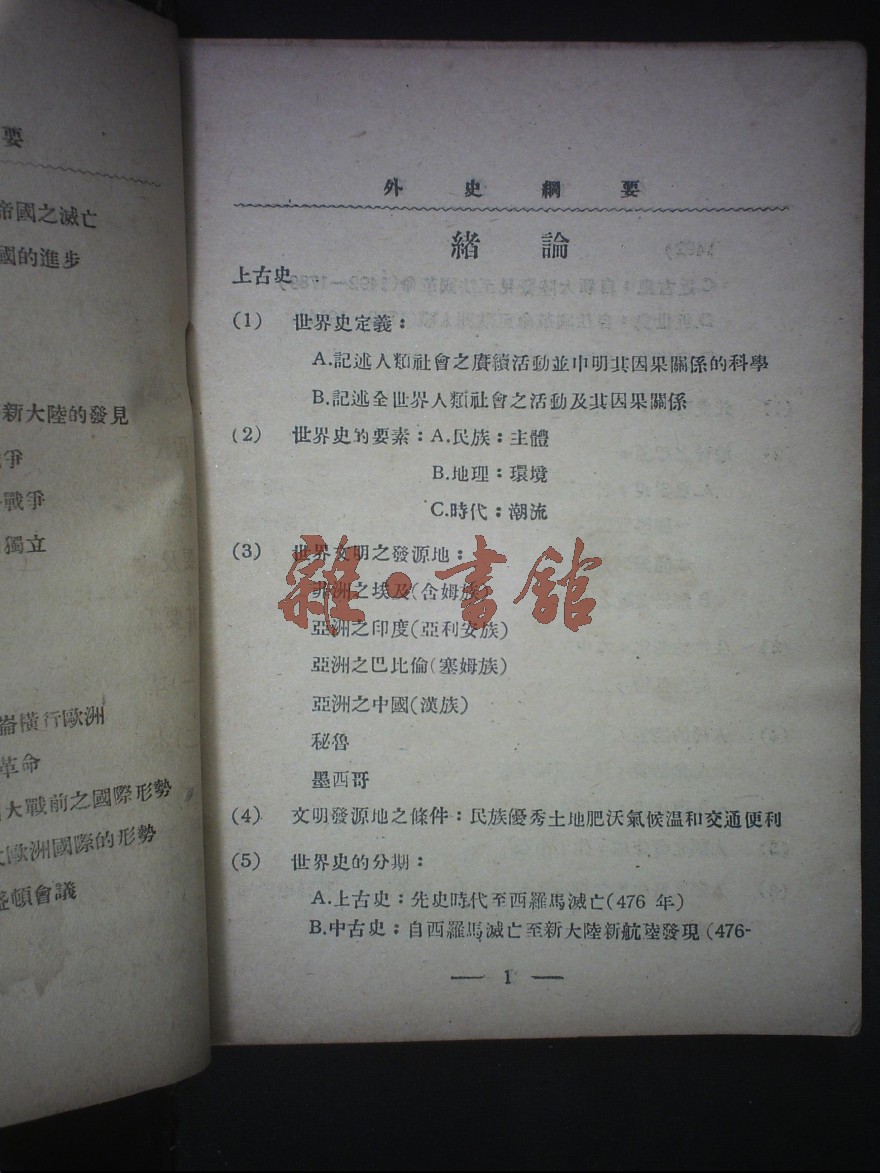 要
帝國之滅亡
國的進步
新大陸的發見
爭
戰爭
獨立
崙橫行歐洲
革命
大戰前之國際形勢
歐洲國際的形勢
盛頓會議
外史綱要
緒論
上古史
(1) 世界史定義：
A.記述人類社會之賡續活動並申明其因果關係的科學
B.記述全世界人類社會之活動及其因果關係
(2) 世界史的要素：A.民族：主體
B.地理：環境
C.時代：潮流
(3) 世界文明之發源地：
非洲之埃及(含姆族)
亞洲之印度(亞利安族)
亞洲之巴比倫(塞姆族)
亞洲之中國(漢族)
秘魯
墨西哥
(4) 文明發源地之條件：民族優秀土地肥沃氣候温和交通便利
(5) 世界史的分期：
A.上古史：先史時代至西羅馬滅亡(476 年)
B.中古史：自西羅馬滅亡至新大陸新航陸發現(476-
— 1 —
雜·書館